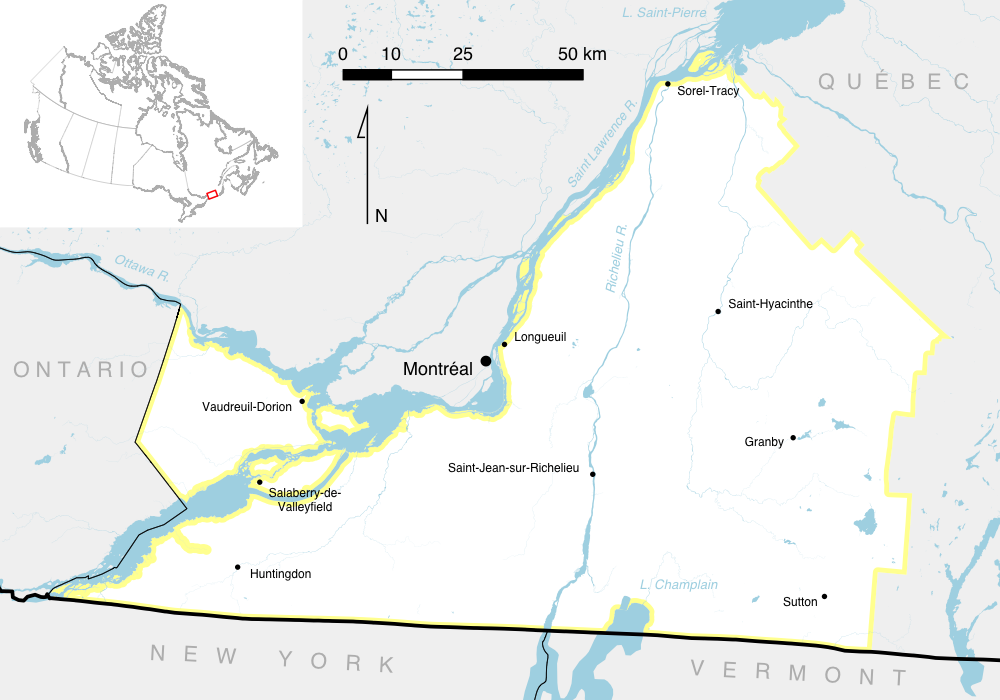 L. Saint-Pierre
0 10 25 50 km
QUÉBEC
Sorel-Tracy
Saint Lawrence R.
N
Richelieu R.
Ottawa R.
Saint-Hyacinthe
Longueuil
ONTARIO
Montréal
Vaudreuil-Dorion
Granby
Saint-Jean-sur-Richelieu
Salaberry-de-
Valleyfield
Huntingdon
L. Champlain
Sutton
NEW YORK
VERMONT